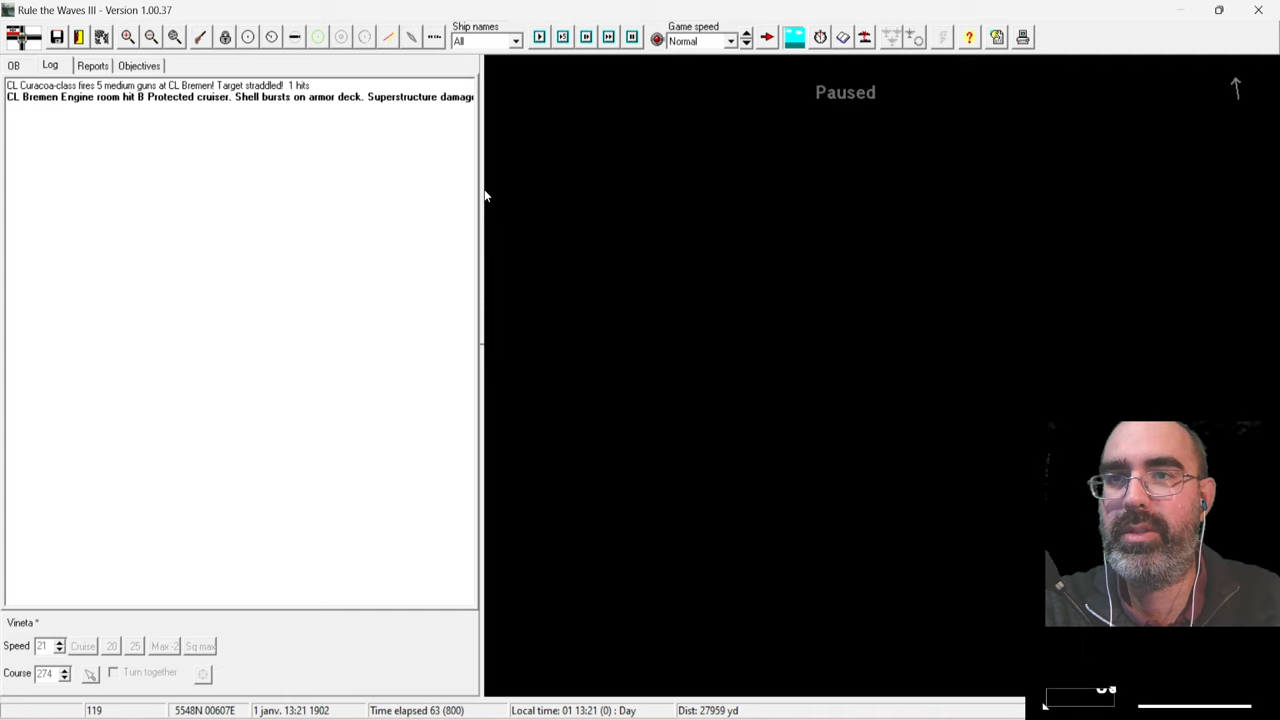 Rule the Waves III - Version 1.00.37
Ship names
All
Game speed
Normal
OB Log Reports Objectives
CL Curacoa-class fires 5 medium guns at CL Bremen! Target straddled! 1 hits
CL Bremen Engine room hit B Protected cruiser. Shell bursts on armor deck. Superstructure damage
Paused
Vineta *
Speed 21 Cruise 20 25 Max -2 Sq max
Course 274 Turn together
119 5548N 00607E 1 janv. 13:21 1902 Time elapsed 63 (800) Local time: 01 13:21 (0) : Day Dist: 27959 yd